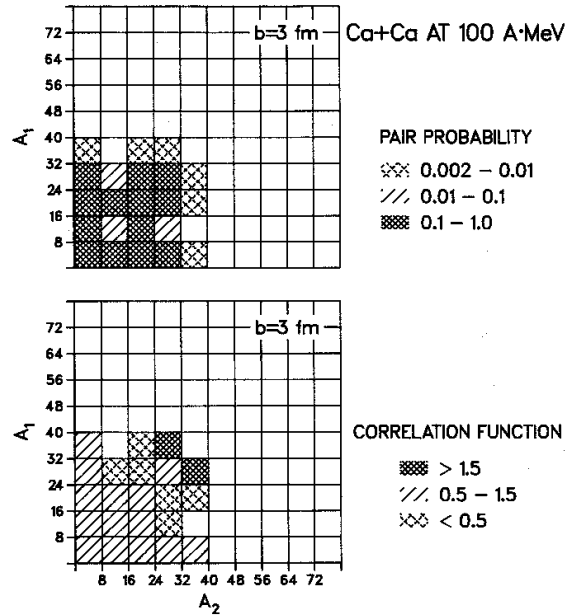 b=3 fm
Ca+Ca AT 100 A·MeV
72
64
56
48
40
32
24
16
8
A1
PAIR PROBABILITY
0.002 – 0.01
0.01 – 0.1
0.1 – 1.0
b=3 fm
72
64
56
48
40
32
24
16
8
A1
CORRELATION FUNCTION
> 1.5
0.5 – 1.5
< 0.5
8 16 24 32 40 48 56 64 72
A2